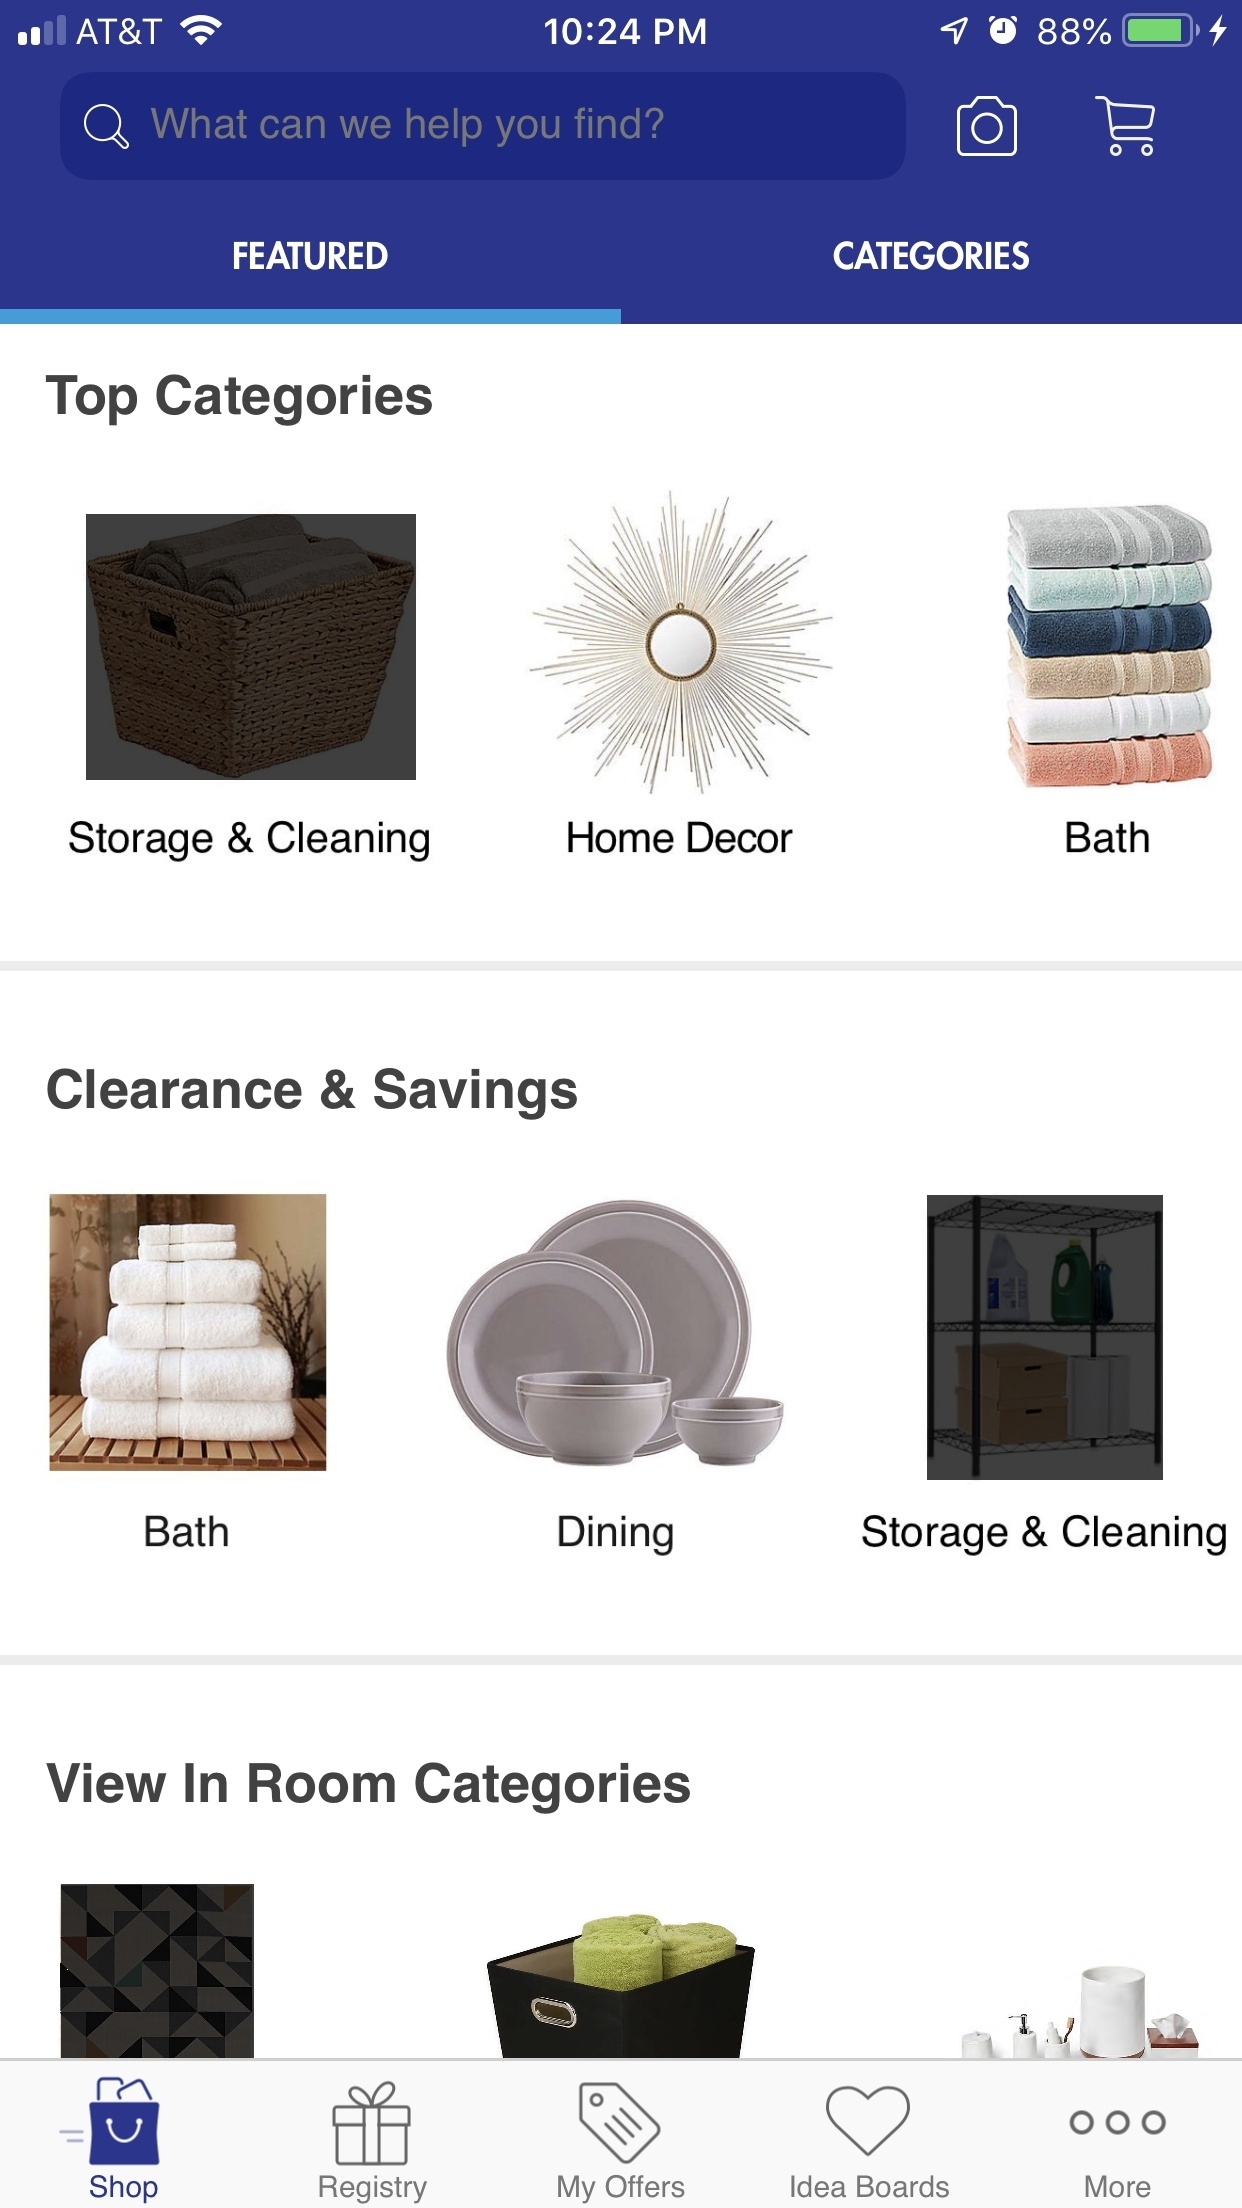 AT&T 10:24 PM 88%
What can we help you find?
FEATURED CATEGORIES
Top Categories
Storage & Cleaning Home Decor Bath
Clearance & Savings
Bath Dining Storage & Cleaning
View In Room Categories
Shop Registry My Offers Idea Boards More